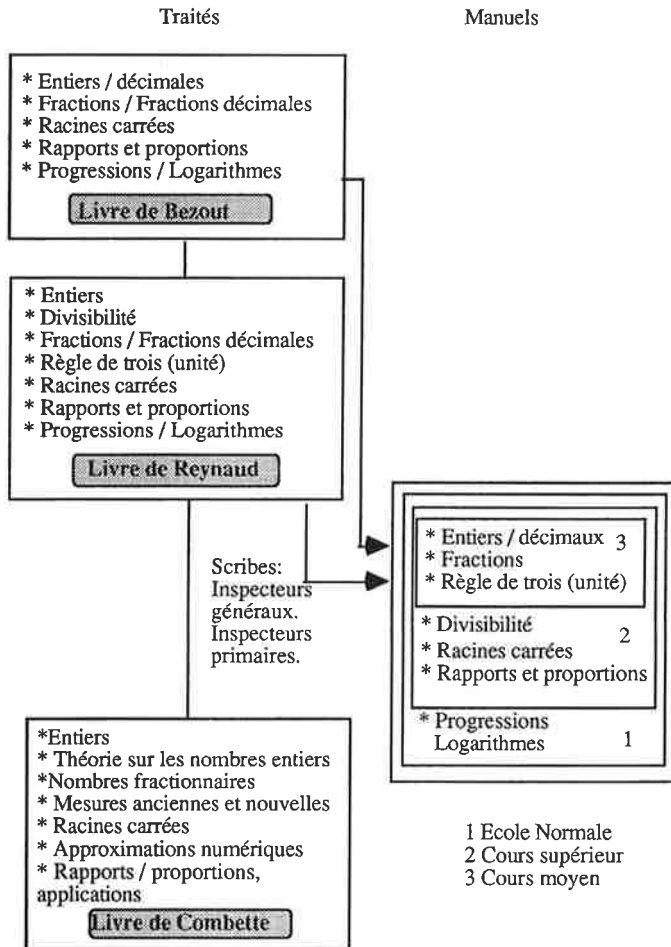 Traités
Manuels
* Entiers / décimales
* Fractions / Fractions décimales
* Racines carrées
* Rapports et proportions
* Progressions / Logarithmes
Livre de Bezout
* Entiers
* Divisibilité
* Fractions / Fractions décimales
* Règle de trois (unité)
* Racines carrées
* Rapports et proportions
* Progressions / Logarithmes
Livre de Reynaud
Scribes:
Inspecteurs
généraux.
Inspecteurs
primaires.
* Entiers / décimaux 3
* Fractions
* Règle de trois (unité)
* Divisibilité 2
* Racines carrées
* Rapports et proportions
* Progressions
Logarithmes 1
*Entiers
* Théorie sur les nombres entiers
*Nombres fractionnaires
* Mesures anciennes et nouvelles
* Racines carrées
* Approximations numériques
* Rapports / proportions,
applications
Livre de Combette
1 Ecole Normale
2 Cours supérieur
3 Cours moyen